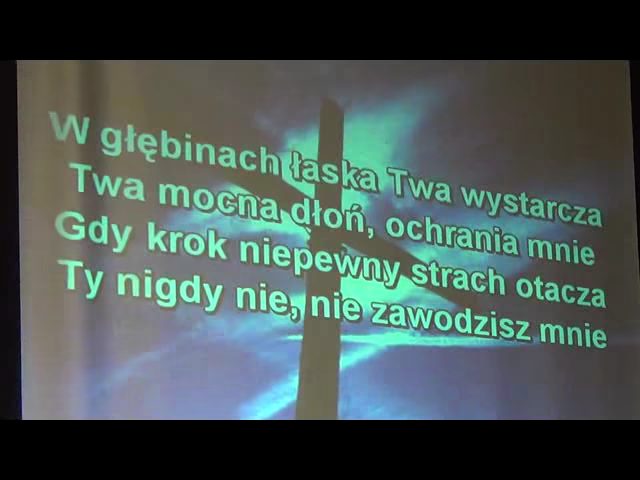 W głębinach łaska Twa wystarcza
Twa mocna dłoń, ochrania mnie
Gdy krok niepewny strach otacza
Ty nigdy nie, nie zawodzisz mnie